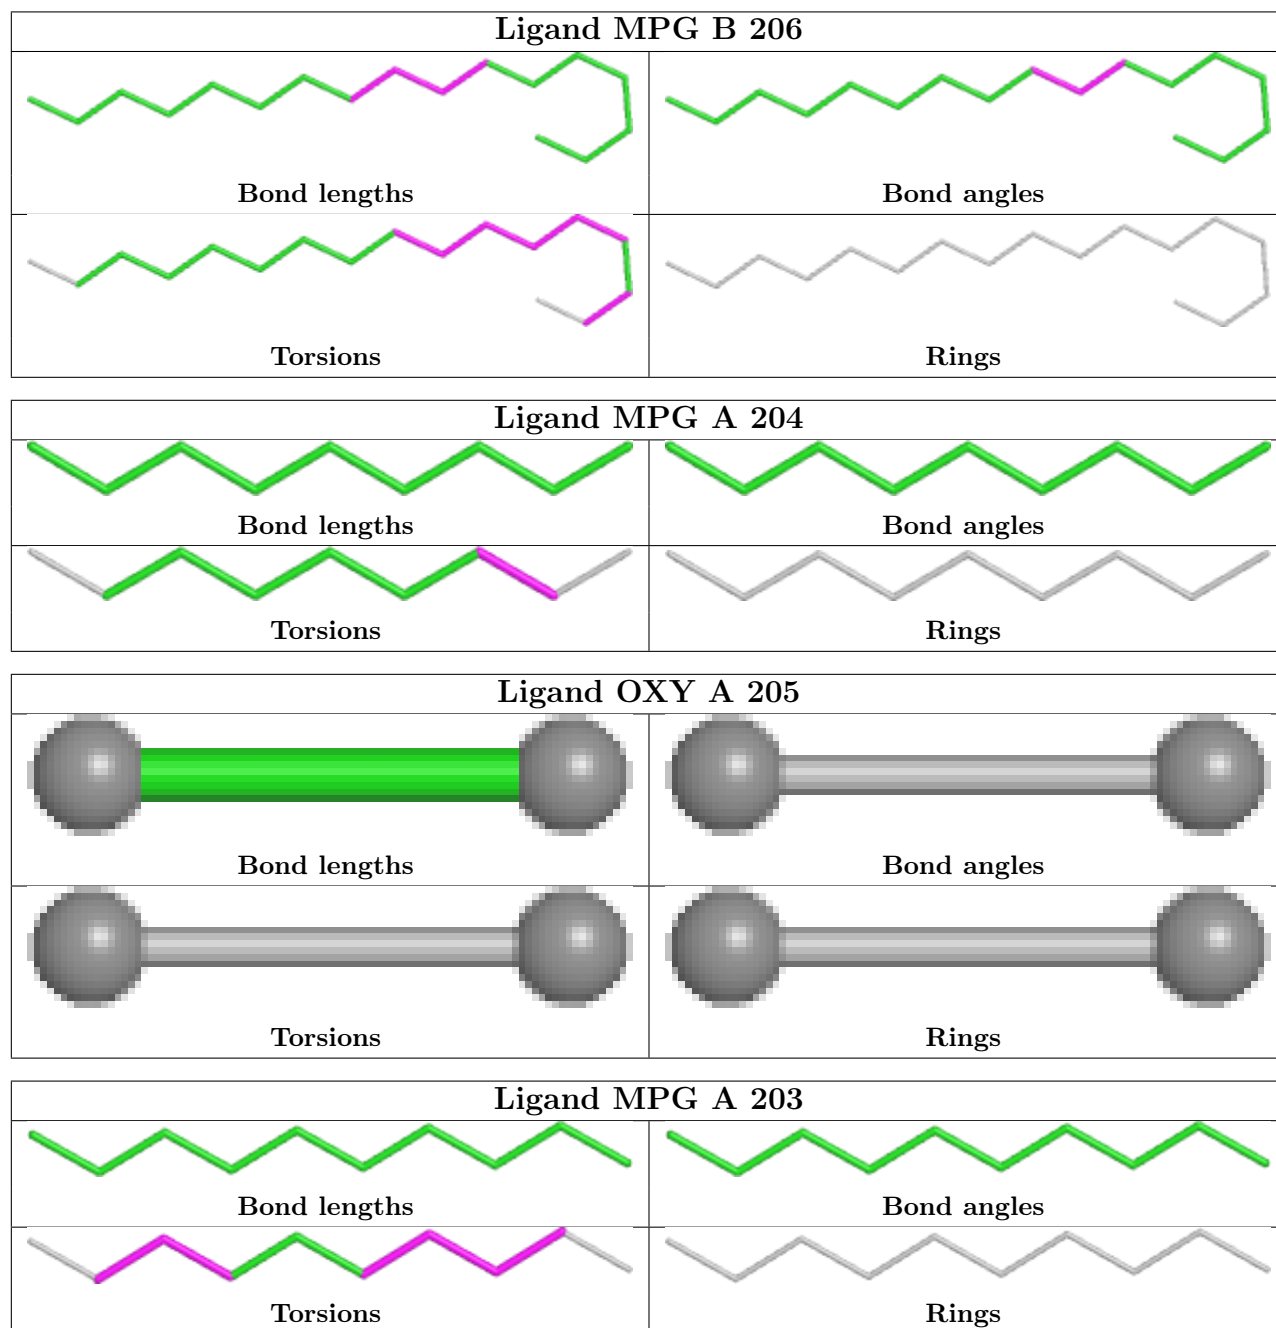 Ligand MPG B 206
Bond lengths
Bond angles
Torsions
Rings
Ligand MPG A 204
Bond lengths
Bond angles
Torsions
Rings
Ligand OXY A 205
Bond lengths
Bond angles
Torsions
Rings
Ligand MPG A 203
Bond lengths
Bond angles
Torsions
Rings